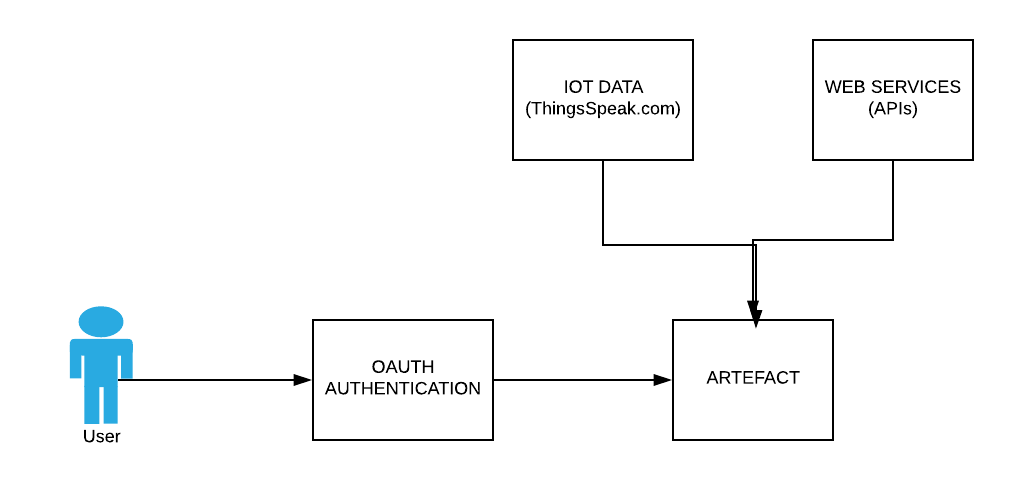 IOT DATA
(ThingsSpeak.com)
WEB SERVICES
(APIs)
OAUTH
AUTHENTICATION
ARTEFACT
User